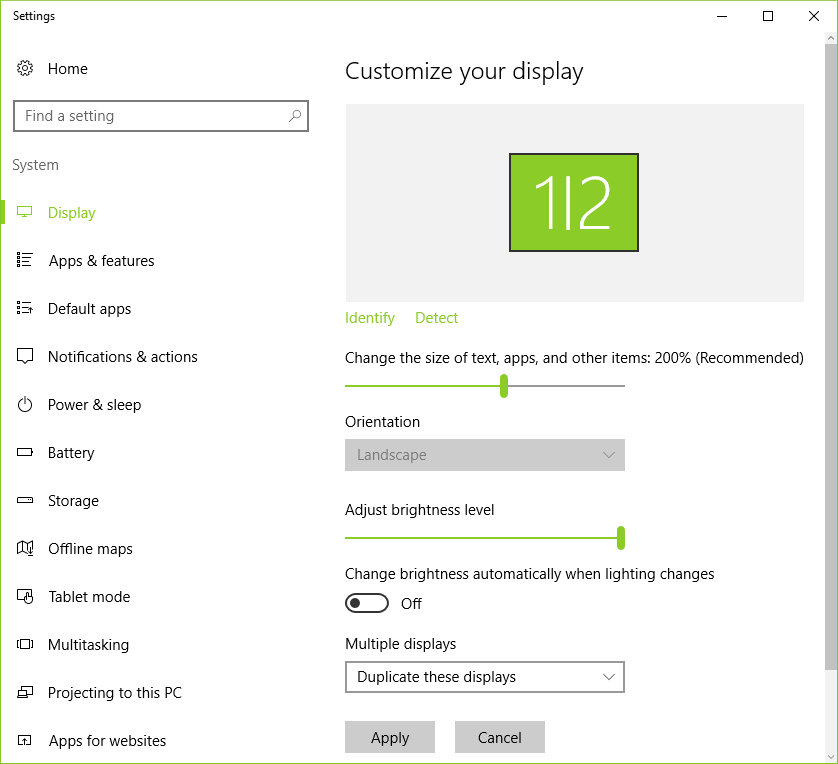 Settings
Home
Find a setting
System
Display
Apps & features
Default apps
Notifications & actions
Power & sleep
Battery
Storage
Offline maps
Tablet mode
Multitasking
Projecting to this PC
Apps for websites
Customize your display
1|2
Identify Detect
Change the size of text, apps, and other items: 200% (Recommended)
Orientation
Landscape
Adjust brightness level
Change brightness automatically when lighting changes
Off
Multiple displays
Duplicate these displays
Apply Cancel